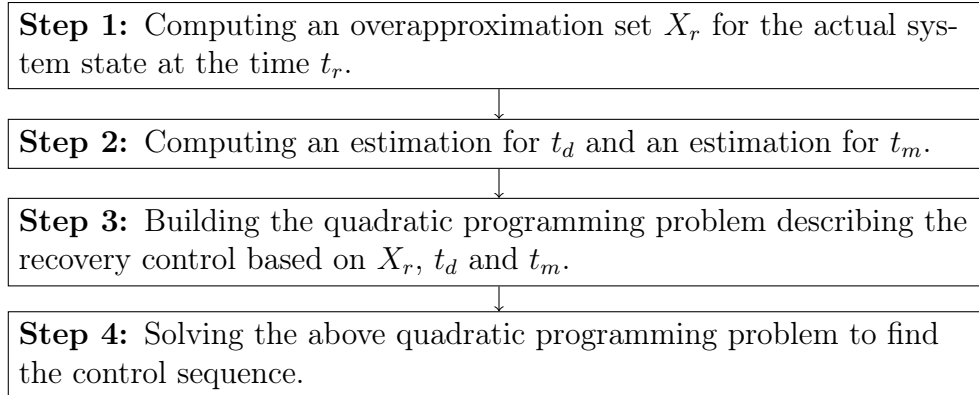 Step 1: Computing an overapproximation set X_r for the actual sys-
tem state at the time t_r.
Step 2: Computing an estimation for t_d and an estimation for t_m.
Step 3: Building the quadratic programming problem describing the
recovery control based on X_r, t_d and t_m.
Step 4: Solving the above quadratic programming problem to find
the control sequence.